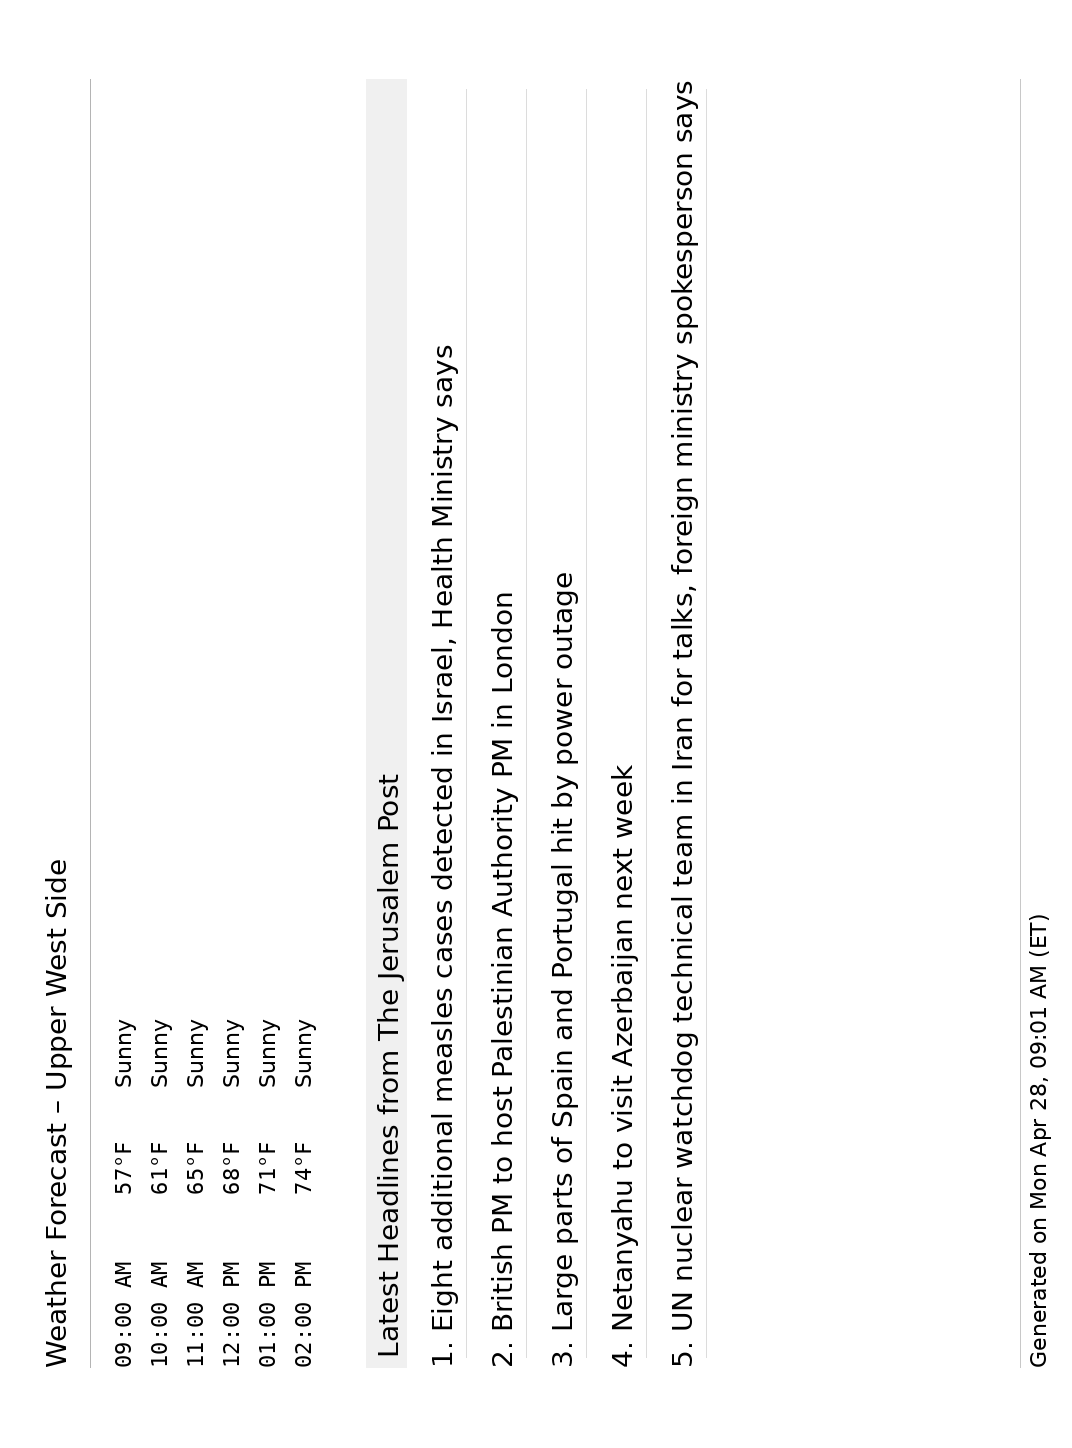 Weather Forecast – Upper West Side
09:00 AM 57°F Sunny
10:00 AM 61°F Sunny
11:00 AM 65°F Sunny
12:00 PM 68°F Sunny
01:00 PM 71°F Sunny
02:00 PM 74°F Sunny
Latest Headlines from The Jerusalem Post
1. Eight additional measles cases detected in Israel, Health Ministry says
2. British PM to host Palestinian Authority PM in London
3. Large parts of Spain and Portugal hit by power outage
4. Netanyahu to visit Azerbaijan next week
5. UN nuclear watchdog technical team in Iran for talks, foreign ministry spokesperson says
Generated on Mon Apr 28, 09:01 AM (ET)